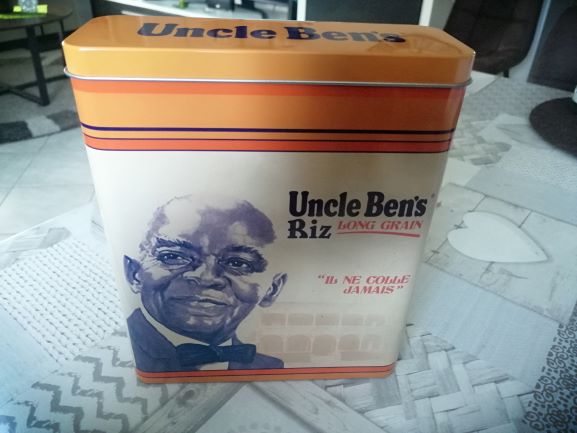 Uncle Ben's
Uncle Ben's®
Riz LONG GRAIN
"IL NE COLLE
JAMAIS"